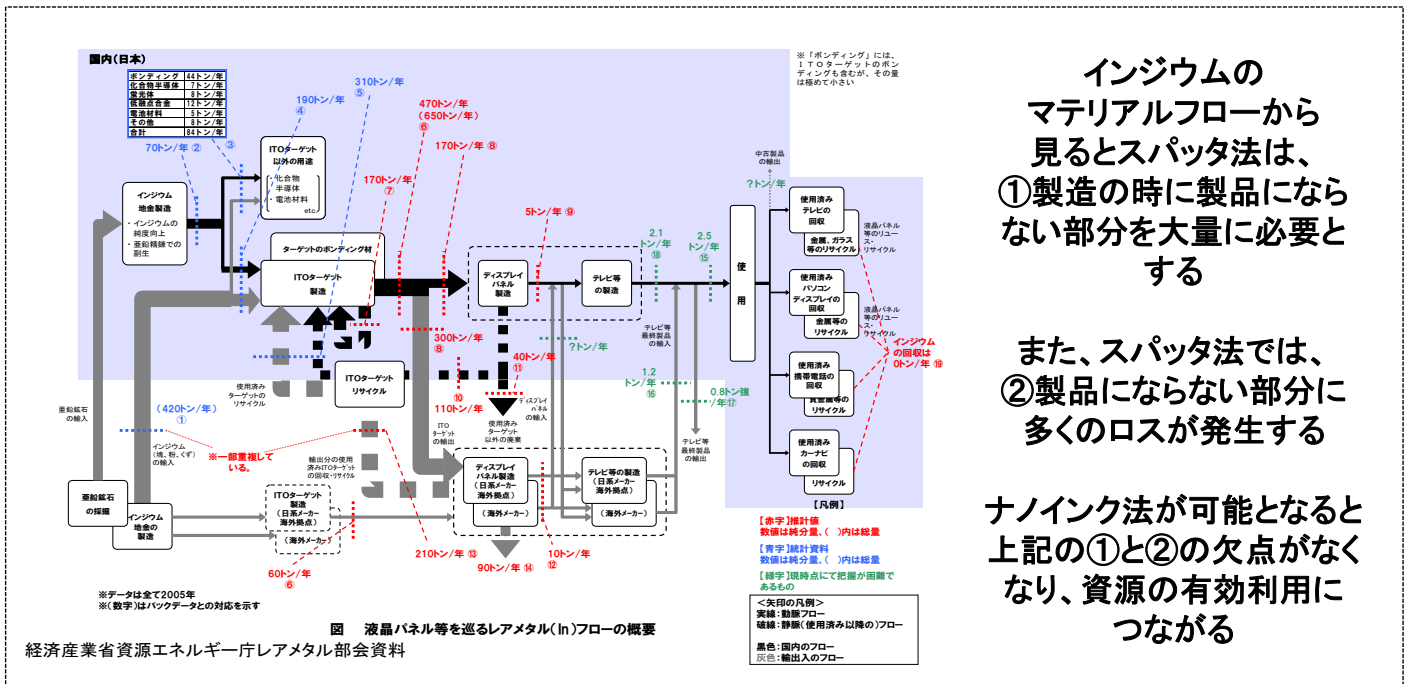 国内(日本)
ボンディング 44トン/年
化合物半導体 7トン/年
蛍光体 8トン/年
低融点合金 12トン/年
電池材料 5トン/年
その他 8トン/年
合計 84トン/年
70トン/年 ②
③
190トン/年
④
310トン/年
⑤
470トン/年
(650トン/年)
⑥
170トン/年 ⑧
170トン/年
⑦
※「ボンディング」には、
ITOターゲットのボン
ディングも含むが、その量
は極めて小さい
ITOターゲット
以外の用途
・化合物
半導体
・電池材料
etc
インジウム
地金製造
・インジウムの
純度向上
・亜鉛精錬での
副生
ターゲットのボンディング材
ITOターゲット
製造
5トン/年 ⑨
ディスプレイ
パネル製造
テレビ等
の製造
2.1
トン/年
⑱
2.5
トン/年
⑮
中古製品
の輸出
?トン/年
使用
使用済み
テレビの
回収
金属、ガラス
等のリサイクル
液晶パネル
等のリユー
ス・
リサイクル
使用済み
パソコン
ディスプレイの
回収
金属等の
リサイクル
液晶パネル
等のリユー
ス・
リサイクル
使用済み
携帯電話の
回収
貴金属等の
リサイクル
使用済み
カーナビ
の回収
リサイクル
インジウム
の回収は
0トン/年 ⑲
300トン/年
⑧
?トン/年
テレビ等
最終製品
の輸入
1.2
トン/年
⑯
0.8トン強
/年⑰
テレビ等
最終製品
の輸出
40トン/年
⑪
⑩
110トン/年
ディスプレイ
パネル
の輸入
使用済み
ターゲット
以外の廃棄
ITO
ターゲット
の輸出
ITOターゲット
リサイクル
使用済み
ターゲットの
リサイクル
亜鉛鉱石
の輸入
(420トン/年)
①
インジウム
(塊、粉、くず)
の輸入
※一部重複して
いる。
輸出分の使用
済みITOターゲット
の回収・リサイクル
亜鉛鉱石
の採掘
インジウム
地金の
製造
ITOターゲット
製造
(日系メーカー
海外拠点)
(海外メーカー)
60トン/年
⑥
210トン/年 ⑬
ディスプレイ
パネル製造
(日系メーカー
海外拠点)
(海外メーカー)
90トン/年 ⑭
10トン/年
⑫
テレビ等の製造
(日系メーカー
海外拠点)
(海外メーカー)
【凡例】
【赤字】推計値
数値は純分量、( )内は総量
【青字】統計資料
数値は純分量、( )内は総量
【緑字】現時点にて把握が困難で
あるもの
<矢印の凡例>
実線:動脈フロー
破線:静脈(使用済み以降の)フロー
黒色:国内のフロー
灰色:輸出入のフロー
※データは全て2005年
※(数字)はバックデータとの対応を示す
図 液晶パネル等を巡るレアメタル(In)フローの概要
経済産業省資源エネルギー庁レアメタル部会資料
インジウムの
マテリアルフローから
見るとスパッタ法は、
①製造の時に製品になら
ない部分を大量に必要と
する
また、スパッタ法では、
②製品にならない部分に
多くのロスが発生する
ナノインク法が可能となると
上記の①と②の欠点がなく
なり、資源の有効利用に
つながる